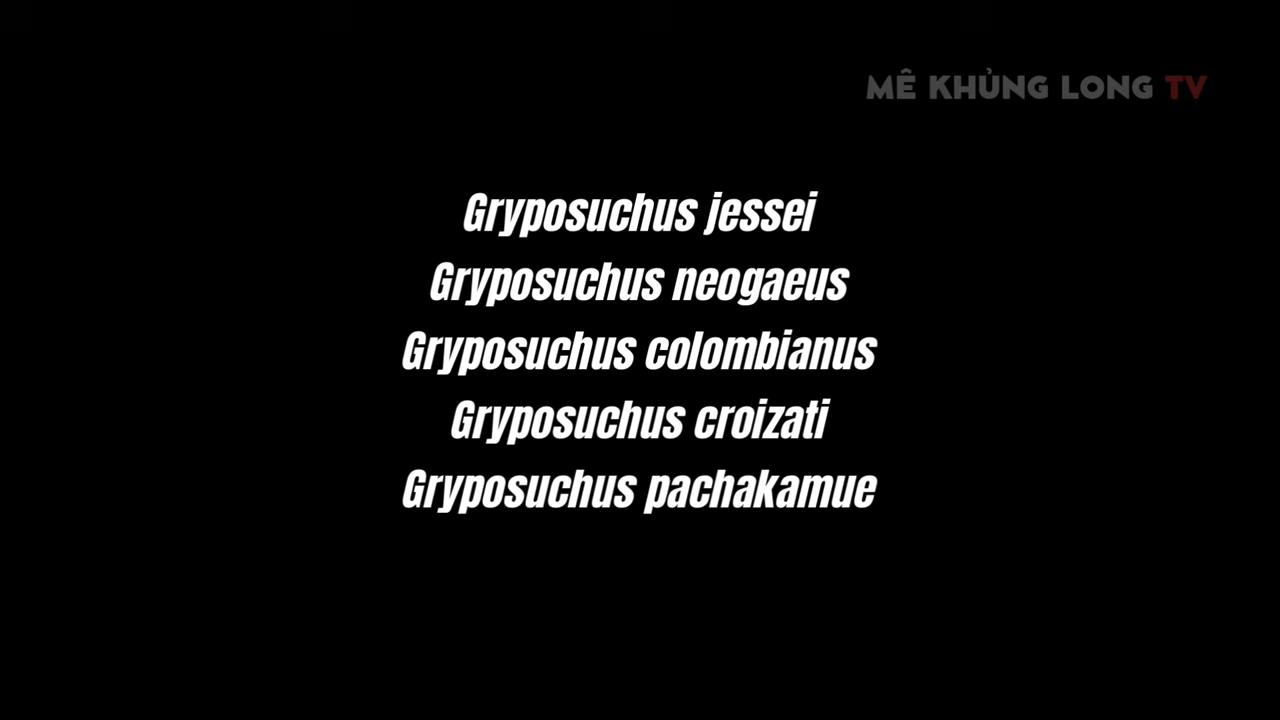 MÊ KHỦNG LONG TV
Gryposuchus jessei
Gryposuchus neogaeus
Gryposuchus colombianus
Gryposuchus croizati
Gryposuchus pachakamue